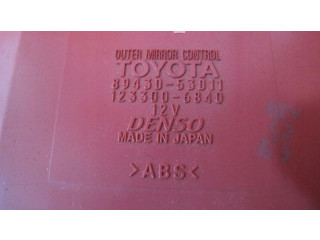 OUTER MIRROR CONTROL
TOYOTA
89430-53011
123300-6840
12V
DENSO
MADE IN JAPAN
>ABS<